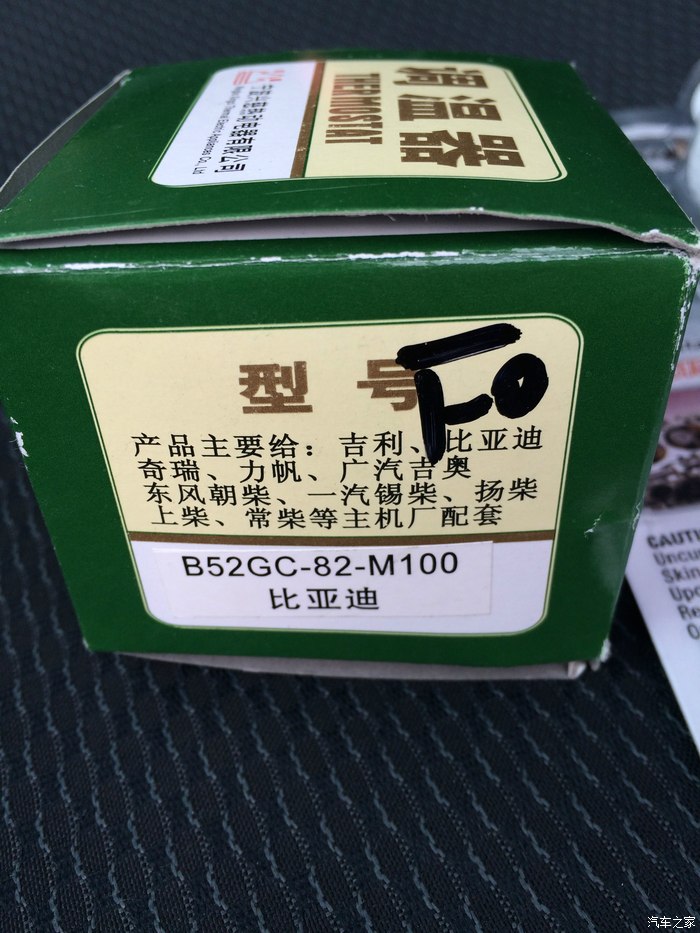 调温器
THERMOSTAT
型号
F0
产品主要给：吉利、比亚迪
奇瑞、力帆、广汽吉奥
东风朝柴、一汽锡柴、扬柴
上柴、常柴等主机厂配套
B52GC-82-M100
比亚迪
CAUTI
Skin
汽车之家